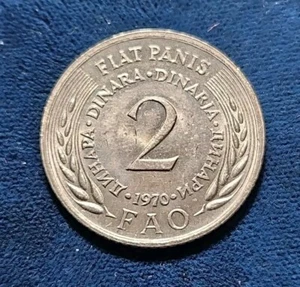 FIAT PANIS
ДИНАРА · DINARA · DINARJA · ДИНАРИ
2
· 1970 ·
FAO